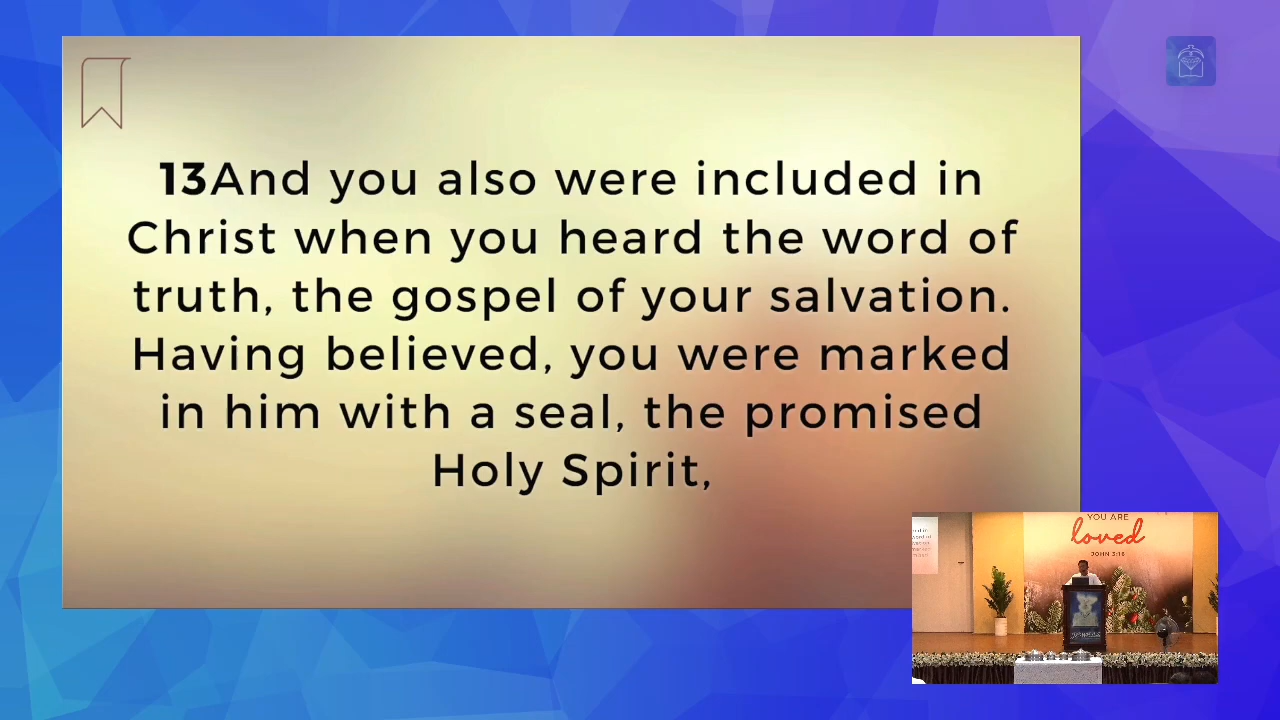 13And you also were included in
Christ when you heard the word of
truth, the gospel of your salvation.
Having believed, you were marked
in him with a seal, the promised
Holy Spirit,
YOU ARE
loved
JOHN 3:16